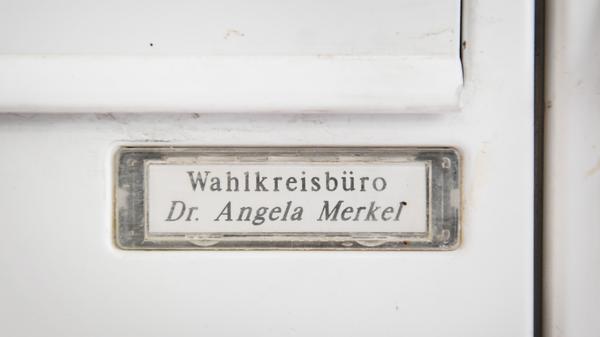 Wahlkreisbüro
Dr. Angela Merkel